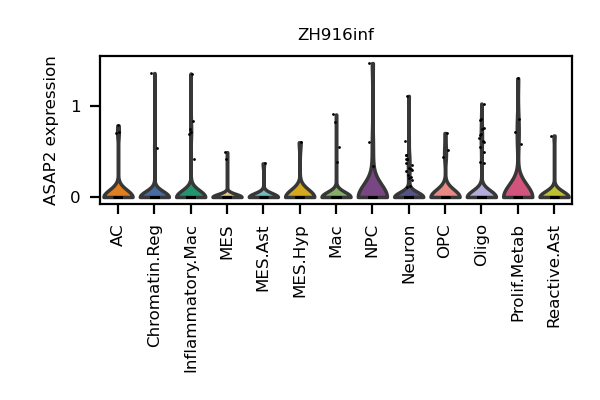 ZH916inf
ASAP2 expression
1
0
AC
Chromatin.Reg
Inflammatory.Mac
MES
MES.Ast
MES.Hyp
Mac
NPC
Neuron
OPC
Oligo
Prolif.Metab
Reactive.Ast